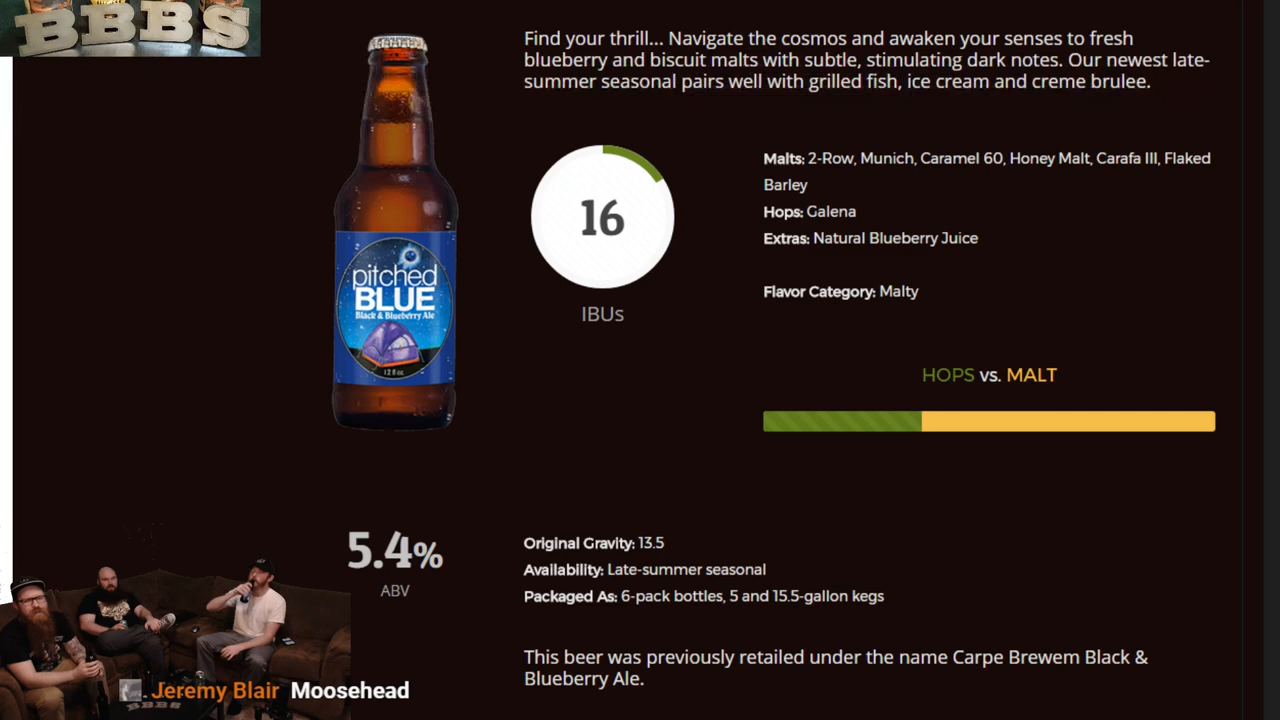 BBBS
Find your thrill... Navigate the cosmos and awaken your senses to fresh
blueberry and biscuit malts with subtle, stimulating dark notes. Our newest late-
summer seasonal pairs well with grilled fish, ice cream and creme brulee.
16
IBUs
Malts: 2-Row, Munich, Caramel 60, Honey Malt, Carafa III, Flaked
Barley
Hops: Galena
Extras: Natural Blueberry Juice
Flavor Category: Malty
pitched
BLUE
Black & Blueberry Ale
12 fl oz.
HOPS vs. MALT
5.4%
ABV
Original Gravity: 13.5
Availability: Late-summer seasonal
Packaged As: 6-pack bottles, 5 and 15.5-gallon kegs
This beer was previously retailed under the name Carpe Brewem Black &
Blueberry Ale.
Jeremy Blair Moosehead
BBBS